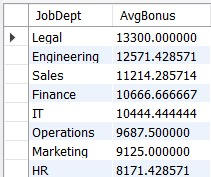 JobDept AvgBonus
Legal 13300.000000
Engineering 12571.428571
Sales 11214.285714
Finance 10666.666667
IT 10444.444444
Operations 9687.500000
Marketing 9125.000000
HR 8171.428571